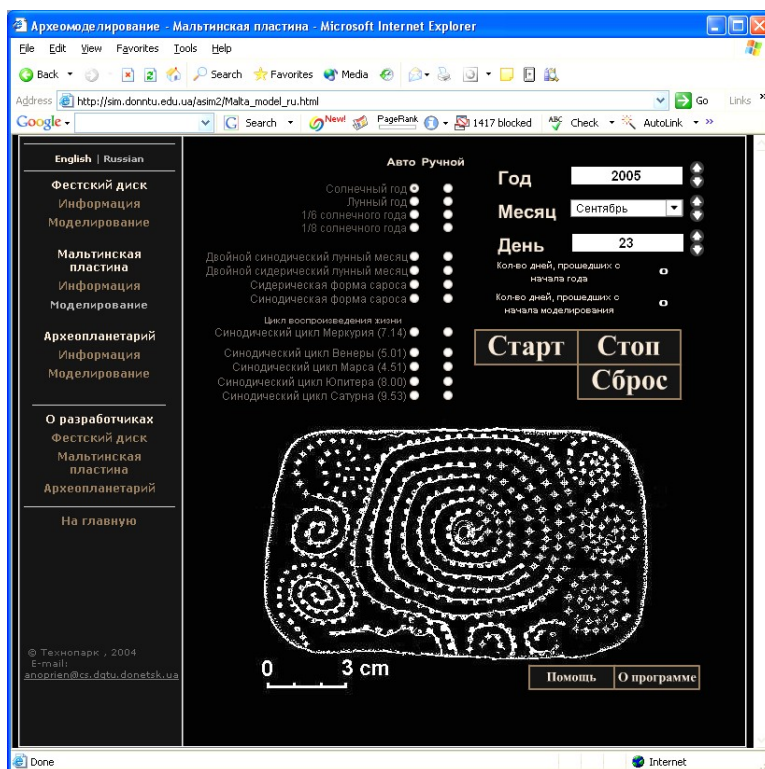 Археомоделирование - Мальтинская пластина - Microsoft Internet Explorer
File Edit View Favorites Tools Help
Back Search Favorites Media
Address http://sim.donntu.edu.ua/asim2/Malta_model_ru.html Go Links »
Google Search New! PageRank 1417 blocked ABC Check AutoLink »
English | Russian
Фестский диск
Информация
Моделирование
Мальтинская
пластина
Информация
Моделирование
Археопланетарий
Информация
Моделирование
О разработчиках
Фестский диск
Мальтинская
пластина
Археопланетарий
На главную
© Технопарк , 2004
E-mail:
anoprien@cs.dgtu.donetsk.ua
Авто Ручной
Солнечный год
Лунный год
1/6 солнечного года
1/8 солнечного года
Двойной синодический лунный месяц
Двойной сидерический лунный месяц
Сидерическая форма сароса
Синодическая форма сароса
Цикл воспроизведения жизни
Синодический цикл Меркурия (7.14)
Синодический цикл Венеры (5.01)
Синодический цикл Марса (4.51)
Синодический цикл Юпитера (8.00)
Синодический цикл Сатурна (9.53)
Год 2005
Месяц Сентябрь
День 23
Кол-во дней, прошедших с
начала года
0
Кол-во дней, прошедших с
начала моделирования
0
Старт Стоп
Сброс
0 3 cm
Помощь О программе
Done Internet